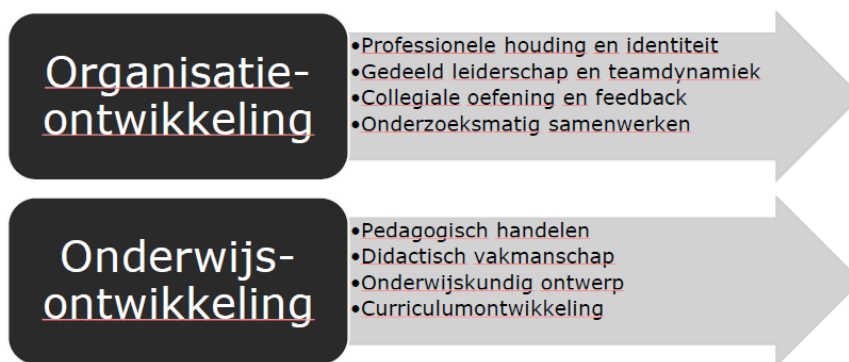 Organisatie-
ontwikkeling
•Professionele houding en identiteit
•Gedeeld leiderschap en teamdynamiek
•Collegiale oefening en feedback
•Onderzoeksmatig samenwerken
Onderwijs-
ontwikkeling
•Pedagogisch handelen
•Didactisch vakmanschap
•Onderwijskundig ontwerp
•Curriculumontwikkeling